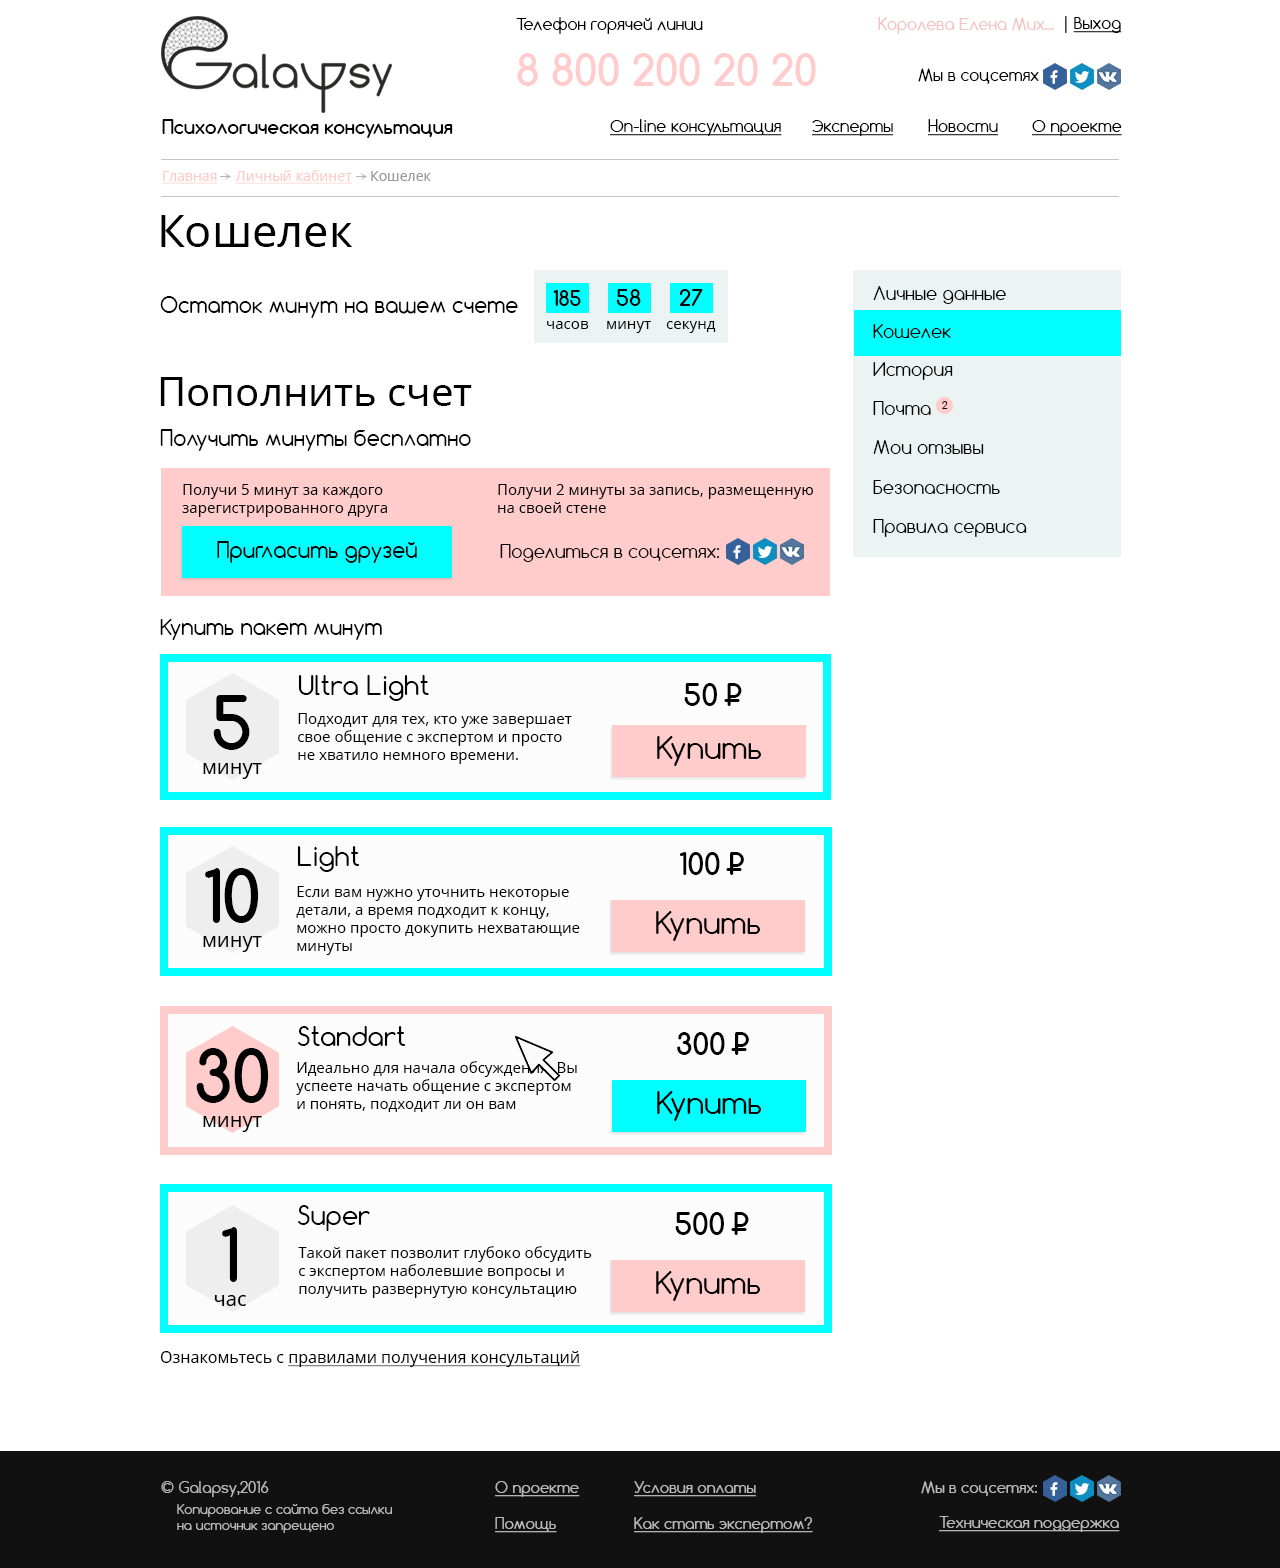 Galaуpsy
Психологическая консультация
Телефон горячей линии
8 800 200 20 20
Королева Елена Мих... | Выход
Мы в соцсетях
On-line консультация Эксперты Новости О проекте
Главная → Личный кабинет → Кошелек
Кошелек
Остаток минут на вашем счете
185 58 27
часов минут секунд
Личные данные
Кошелек
История
Почта 2
Мои отзывы
Безопасность
Правила сервиса
Пополнить счет
Получить минуты бесплатно
Получи 5 минут за каждого
зарегистрированного друга
Пригласить друзей
Получи 2 минуты за запись, размещенную
на своей стене
Поделиться в соцсетях:
Купить пакет минут
5
минут
Ultra Light
Подходит для тех, кто уже завершает
свое общение с экспертом и просто
не хватило немного времени.
50 ₽
Купить
10
минут
Light
Если вам нужно уточнить некоторые
детали, а время подходит к концу,
можно просто докупить нехватающие
минуты
100 ₽
Купить
30
минут
Standart
Идеально для начала обсуждения. Вы
успеете начать общение с экспертом
и понять, подходит ли он вам
300 ₽
Купить
1
час
Super
Такой пакет позволит глубоко обсудить
с экспертом наболевшие вопросы и
получить развернутую консультацию
500 ₽
Купить
Ознакомьтесь с правилами получения консультаций
© Galapsy,2016
Копирование с сайта без ссылки
на источник запрещено
О проекте
Помощь
Условия оплаты
Как стать экспертом?
Мы в соцсетях:
Техническая поддержка